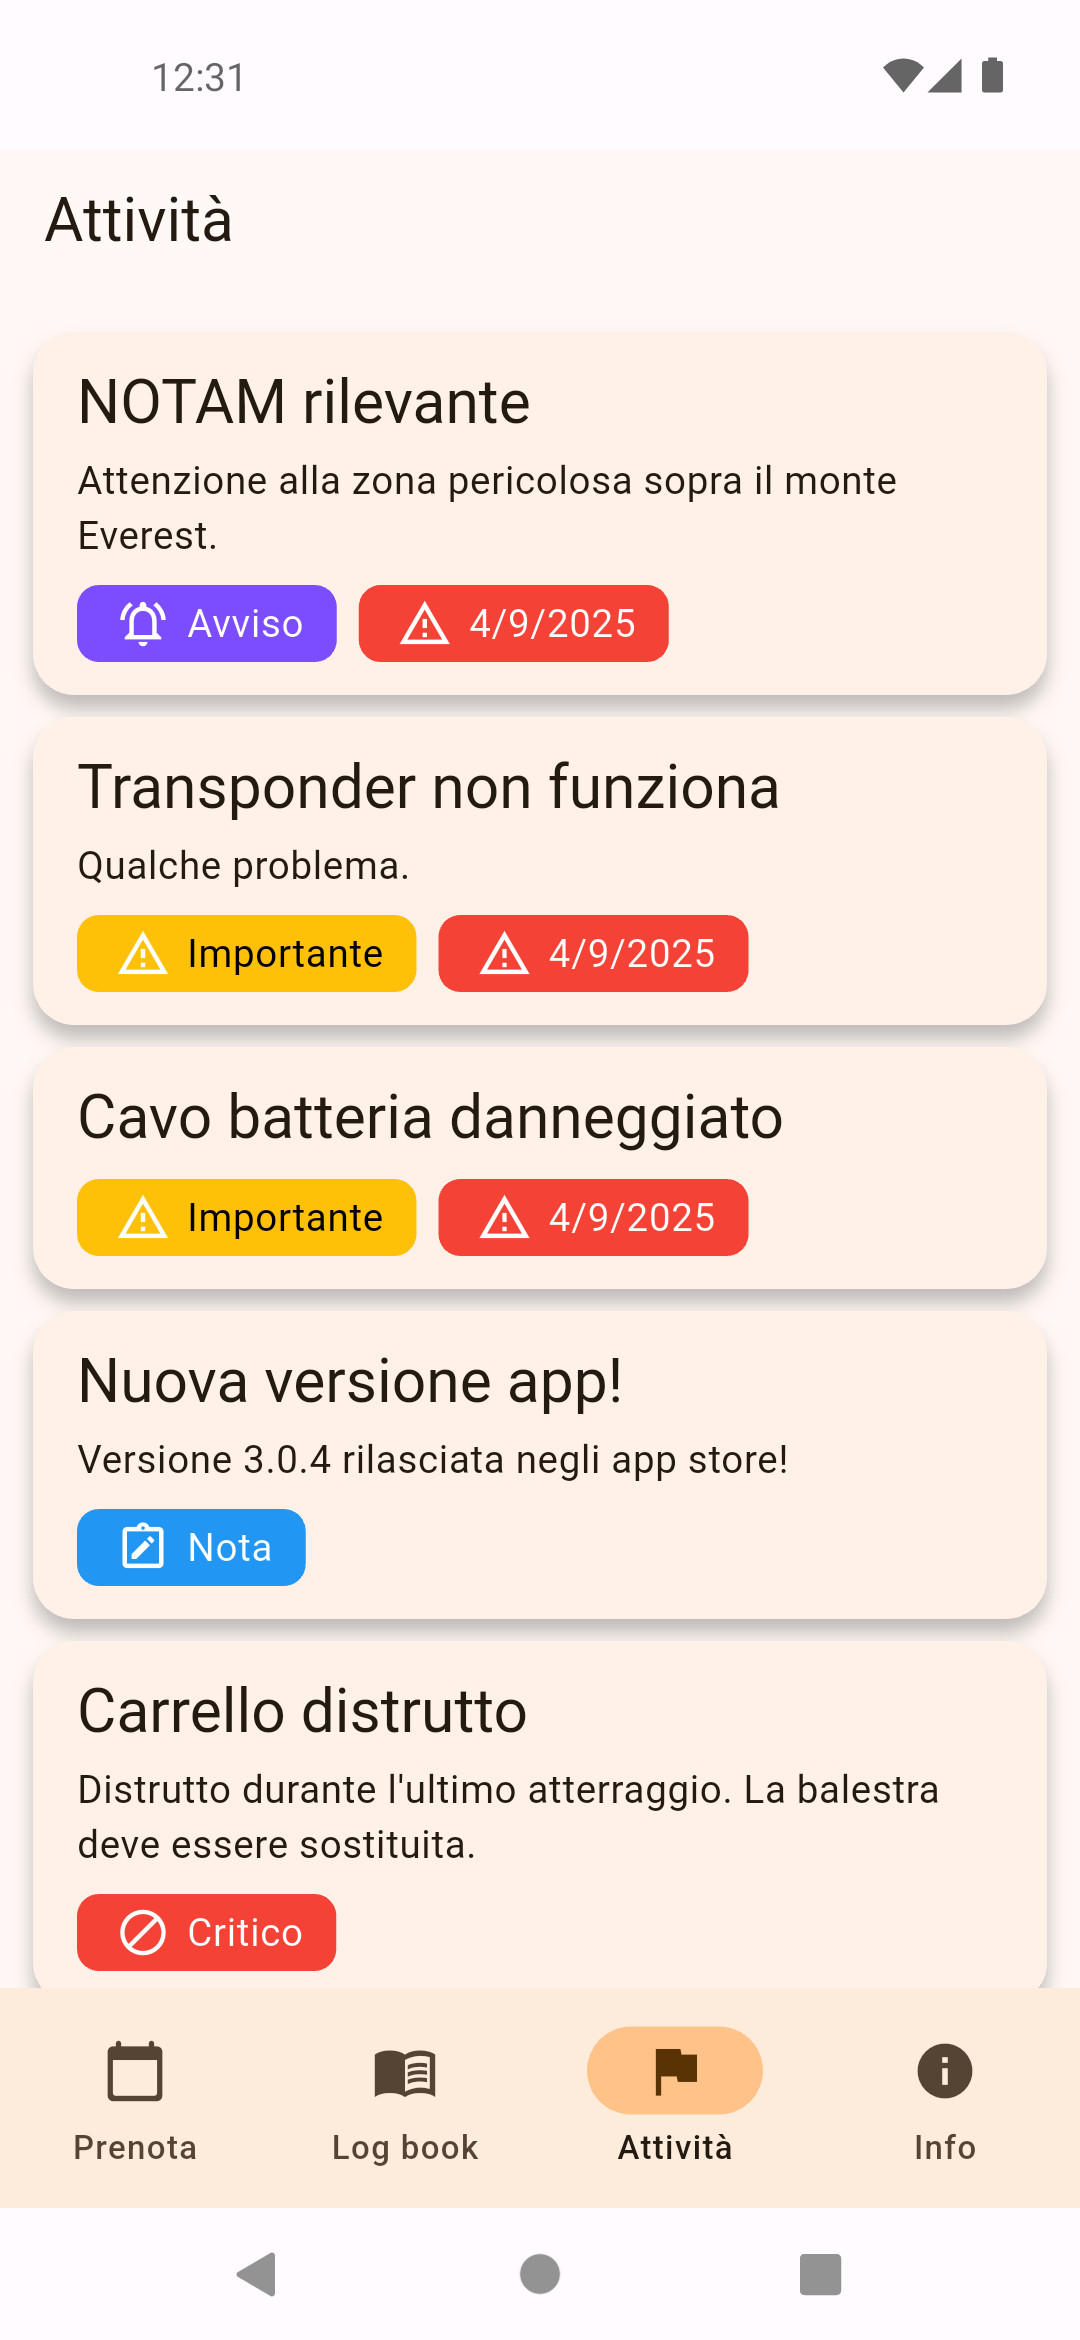 12:31
Attività
NOTAM rilevante
Attenzione alla zona pericolosa sopra il monte
Everest.
Avviso 4/9/2025
Transponder non funziona
Qualche problema.
Importante 4/9/2025
Cavo batteria danneggiato
Importante 4/9/2025
Nuova versione app!
Versione 3.0.4 rilasciata negli app store!
Nota
Carrello distrutto
Distrutto durante l'ultimo atterraggio. La balestra
deve essere sostituita.
Critico
Prenota Log book Attività Info